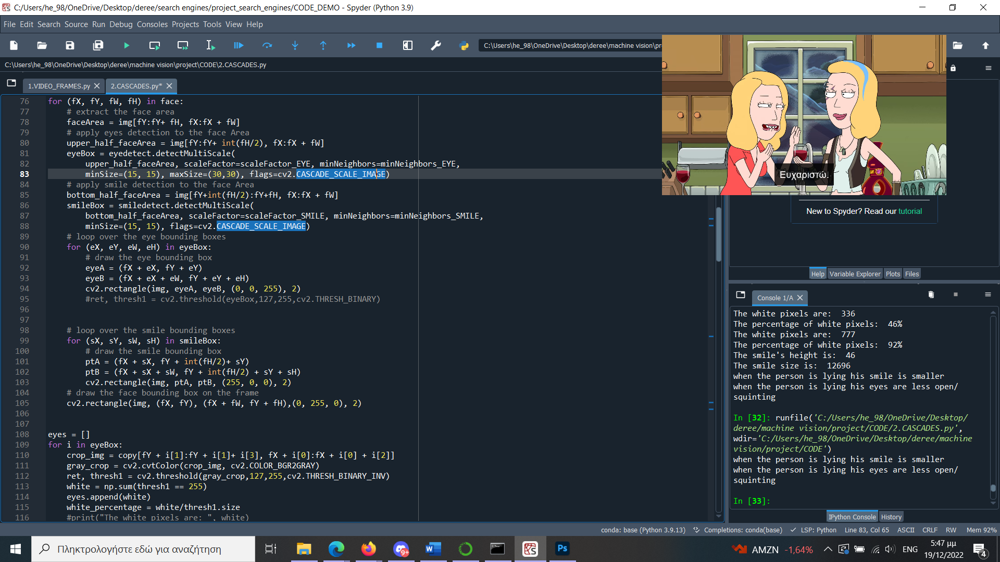 C:/Users/he_98/OneDrive/Desktop/deree/search engines/project_search_engines/CODE_DEMO - Spyder (Python 3.9)
File Edit Search Source Run Debug Consoles Projects Tools View Help
C:\Users\he_98\OneDrive\Desktop\deree\machine vision\pr
C:\Users\he_98\OneDrive\Desktop\deree\machine vision\project\CODE\2.CASCADES.py
1.VIDEO_FRAMES.py
2.CASCADES.py*
76 for (fX, fY, fW, fH) in face:
77 # extract the face area
78 faceArea = img[fY:fY+ fH, fX:fX + fW]
79 # apply eyes detection to the face Area
80 upper_half_faceArea = img[fY:fY+ int(fH/2), fX:fX + fW]
81 eyeBox = eyedetect.detectMultiScale(
82 upper_half_faceArea, scaleFactor=scaleFactor_EYE, minNeighbors=minNeighbors_EYE,
83 minSize=(15, 15), maxSize=(30,30), flags=cv2.CASCADE_SCALE_IMAGE)
84 # apply smile detection to the face Area
85 bottom_half_faceArea = img[fY+int(fH/2):fY+fH, fX:fX + fW]
86 smileBox = smiledetect.detectMultiScale(
87 bottom_half_faceArea, scaleFactor=scaleFactor_SMILE, minNeighbors=minNeighbors_SMILE,
88 minSize=(15, 15), flags=cv2.CASCADE_SCALE_IMAGE)
89 # loop over the eye bounding boxes
90 for (eX, eY, eW, eH) in eyeBox:
91 # draw the eye bounding box
92 eyeA = (fX + eX, fY + eY)
93 eyeB = (fX + eX + eW, fY + eY + eH)
94 cv2.rectangle(img, eyeA, eyeB, (0, 0, 255), 2)
95 #ret, thresh1 = cv2.threshold(eyeBox,127,255,cv2.THRESH_BINARY)
96
97
98 # loop over the smile bounding boxes
99 for (sX, sY, sW, sH) in smileBox:
100 # draw the smile bounding box
101 ptA = (fX + sX, fY + int(fH/2)+ sY)
102 ptB = (fX + sX + sW, fY + int(fH/2) + sY + sH)
103 cv2.rectangle(img, ptA, ptB, (255, 0, 0), 2)
104 # draw the face bounding box on the frame
105 cv2.rectangle(img, (fX, fY), (fX + fW, fY + fH),(0, 255, 0), 2)
106
107
108 eyes = []
109 for i in eyeBox:
110 crop_img = copy[fY + i[1]:fY + i[1]+ i[3], fX + i[0]:fX + i[0] + i[2]]
111 gray_crop = cv2.cvtColor(crop_img, cv2.COLOR_BGR2GRAY)
112 ret, thresh1 = cv2.threshold(gray_crop,127,255,cv2.THRESH_BINARY_INV)
113 white = np.sum(thresh1 == 255)
114 eyes.append(white)
115 white_percentage = white/thresh1.size
116 #print("The white pixels are: ", white)
Ευχαριστώ.
New to Spyder? Read our tutorial
Help Variable Explorer Plots Files
Console 1/A
The white pixels are: 336
The percentage of white pixels: 46%
The white pixels are: 777
The percentage of white pixels: 92%
The smile's height is: 46
The smile size is: 12696
when the person is lying his smile is smaller
when the person is lying his eyes are less open/
squinting
In [32]: runfile('C:/Users/he_98/OneDrive/Desktop/
deree/machine vision/project/CODE/2.CASCADES.py',
wdir='C:/Users/he_98/OneDrive/Desktop/deree/machine
vision/project/CODE')
when the person is lying his smile is smaller
when the person is lying his eyes are less open/
squinting
In [33]:
IPython Console History
conda: base (Python 3.9.13) Completions: conda(base) LSP: Python Line 83, Col 65 ASCII CRLF RW Mem 92%
Πληκτρολογήστε εδώ για αναζήτηση
9+
W
Ps
AMZN -1,64%
ENG
5:47 μμ
19/12/2022
4